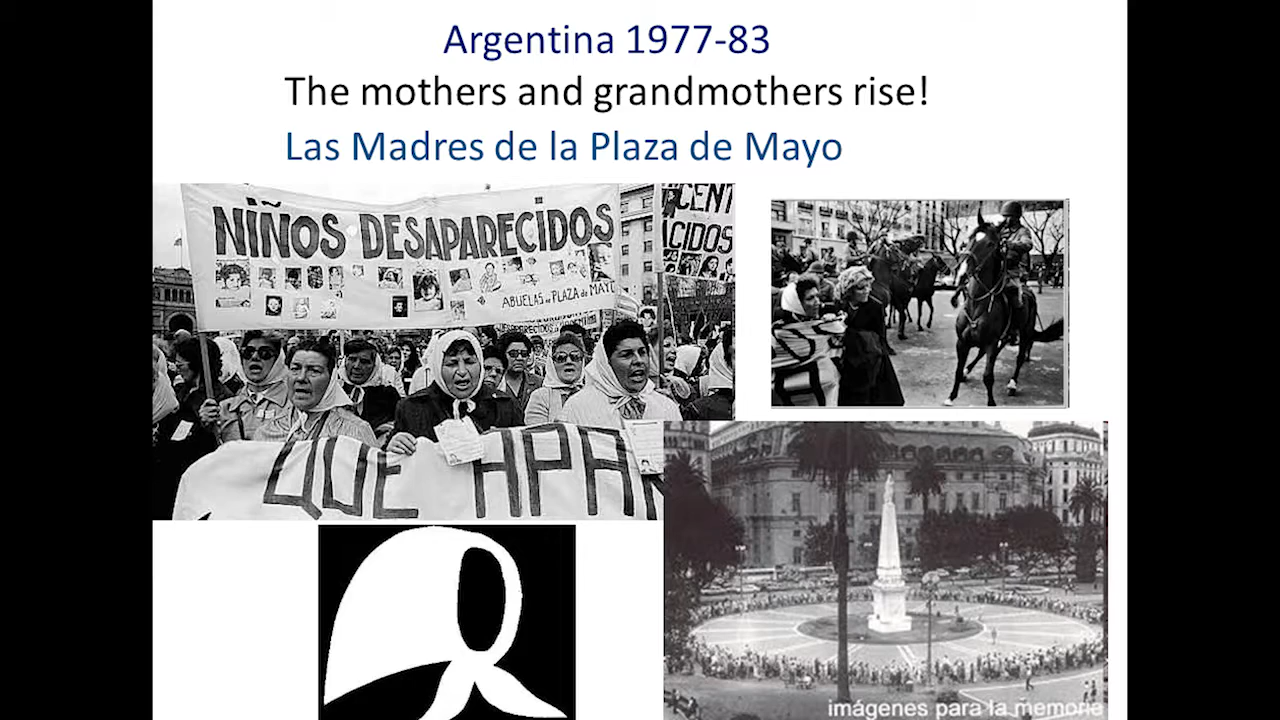 Argentina 1977-83
The mothers and grandmothers rise!
Las Madres de la Plaza de Mayo
NIÑOS DESAPARECIDOS
ABUELAS DE PLAZA DE MAYO
QUE APA
imágenes para la memoria